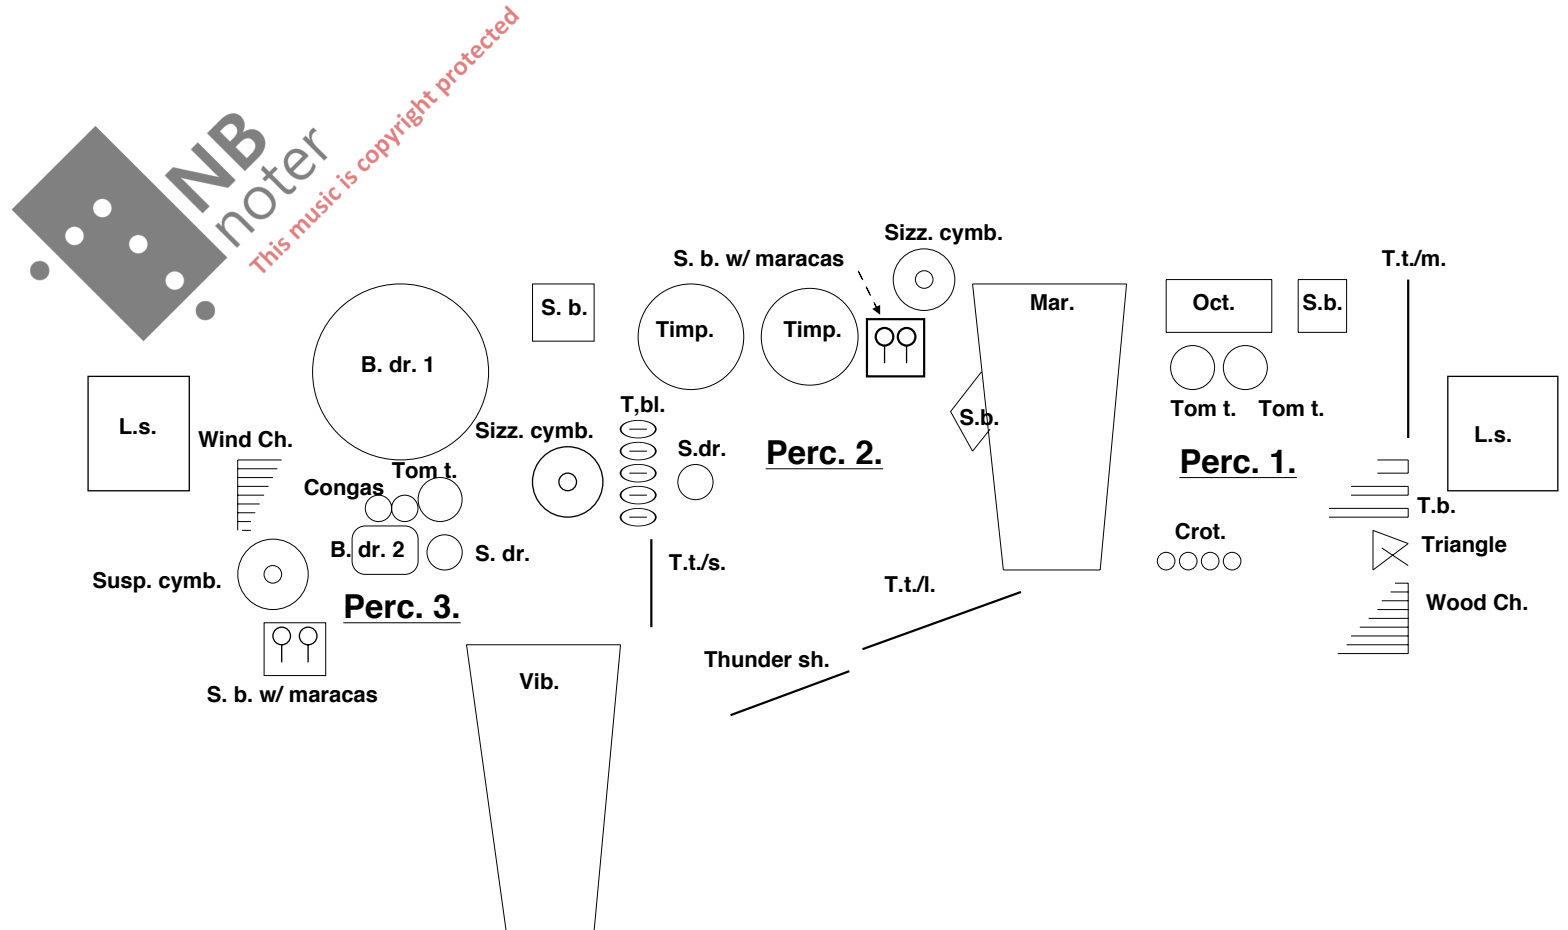 NB
noter
This music is copyright protected
Sizz. cymb.
S. b. w/ maracas
T.t./m.
S. b.
Timp.
Timp.
Mar.
Oct.
S.b.
B. dr. 1
L.s.
Wind Ch.
T,bl.
Sizz. cymb.
S.dr.
Perc. 2.
S.b.
Tom t.
Tom t.
Perc. 1.
L.s.
Tom t.
Congas
T.b.
B. dr. 2
S. dr.
T.t./s.
Crot.
Triangle
Susp. cymb.
Perc. 3.
T.t./l.
Wood Ch.
Thunder sh.
S. b. w/ maracas
Vib.